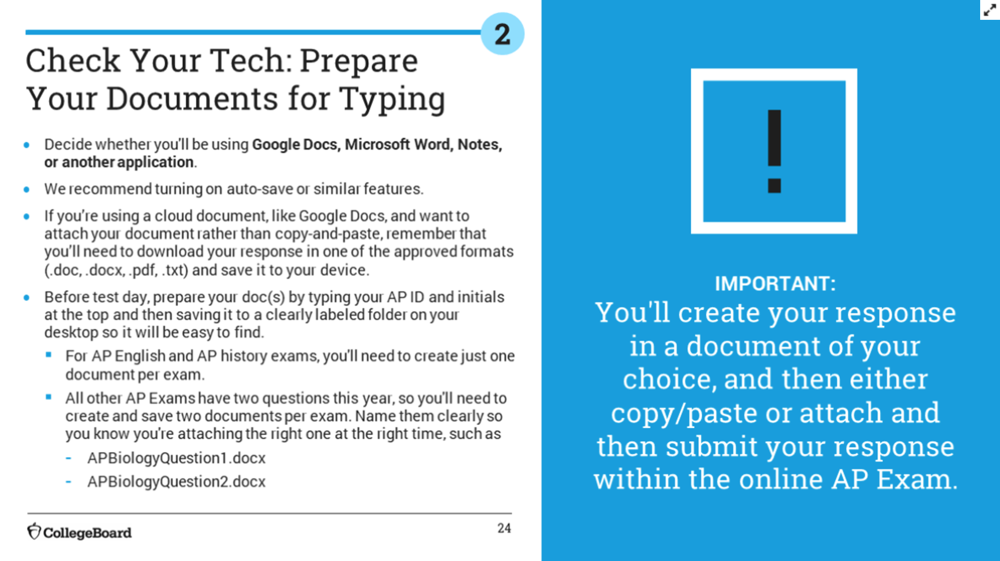 2
Check Your Tech: Prepare
Your Documents for Typing
• Decide whether you'll be using Google Docs, Microsoft Word, Notes,
or another application.
• We recommend turning on auto-save or similar features.
• If you're using a cloud document, like Google Docs, and want to
attach your document rather than copy-and-paste, remember that
you'll need to download your response in one of the approved formats
(.doc, .docx, .pdf, .txt) and save it to your device.
• Before test day, prepare your doc(s) by typing your AP ID and initials
at the top and then saving it to a clearly labeled folder on your
desktop so it will be easy to find.
▪ For AP English and AP history exams, you'll need to create just one
document per exam.
▪ All other AP Exams have two questions this year, so you'll need to
create and save two documents per exam. Name them clearly so
you know you're attaching the right one at the right time, such as
- APBiologyQuestion1.docx
- APBiologyQuestion2.docx
CollegeBoard
24
!
IMPORTANT:
You'll create your response
in a document of your
choice, and then either
copy/paste or attach and
then submit your response
within the online AP Exam.